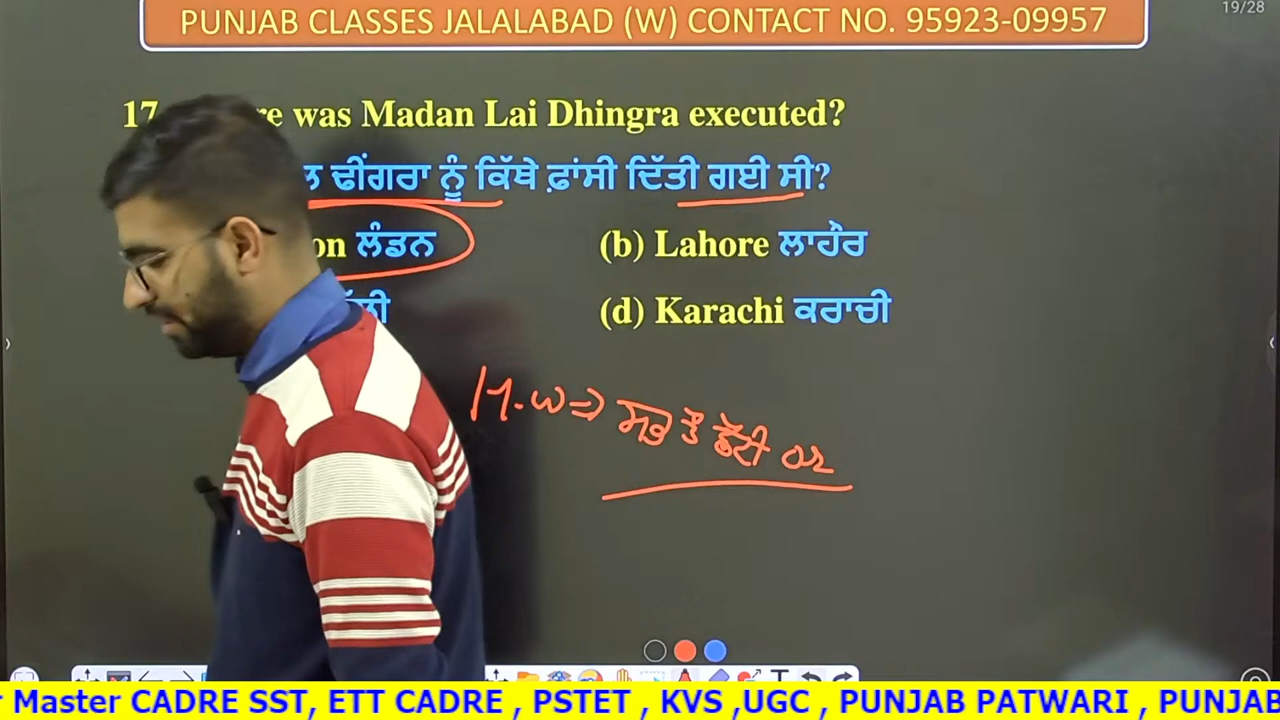 PUNJAB CLASSES JALALABAD (W) CONTACT NO. 95923-09957
19/28
17 re was Madan Lai Dhingra executed?
ਲ ਢੀਂਗਰਾ ਨੂੰ ਕਿੱਥੇ ਫ਼ਾਂਸੀ ਦਿੱਤੀ ਗਈ ਸੀ?
on ਲੰਡਨ
(b) Lahore ਲਾਹੌਰ
ੱਲੀ
(d) Karachi ਕਰਾਚੀ
H.W => ਤੋਂ ਛੋਟੀ or
r Master CADRE SST, ETT CADRE , PSTET , KVS ,UGC , PUNJAB PATWARI , PUNJAB